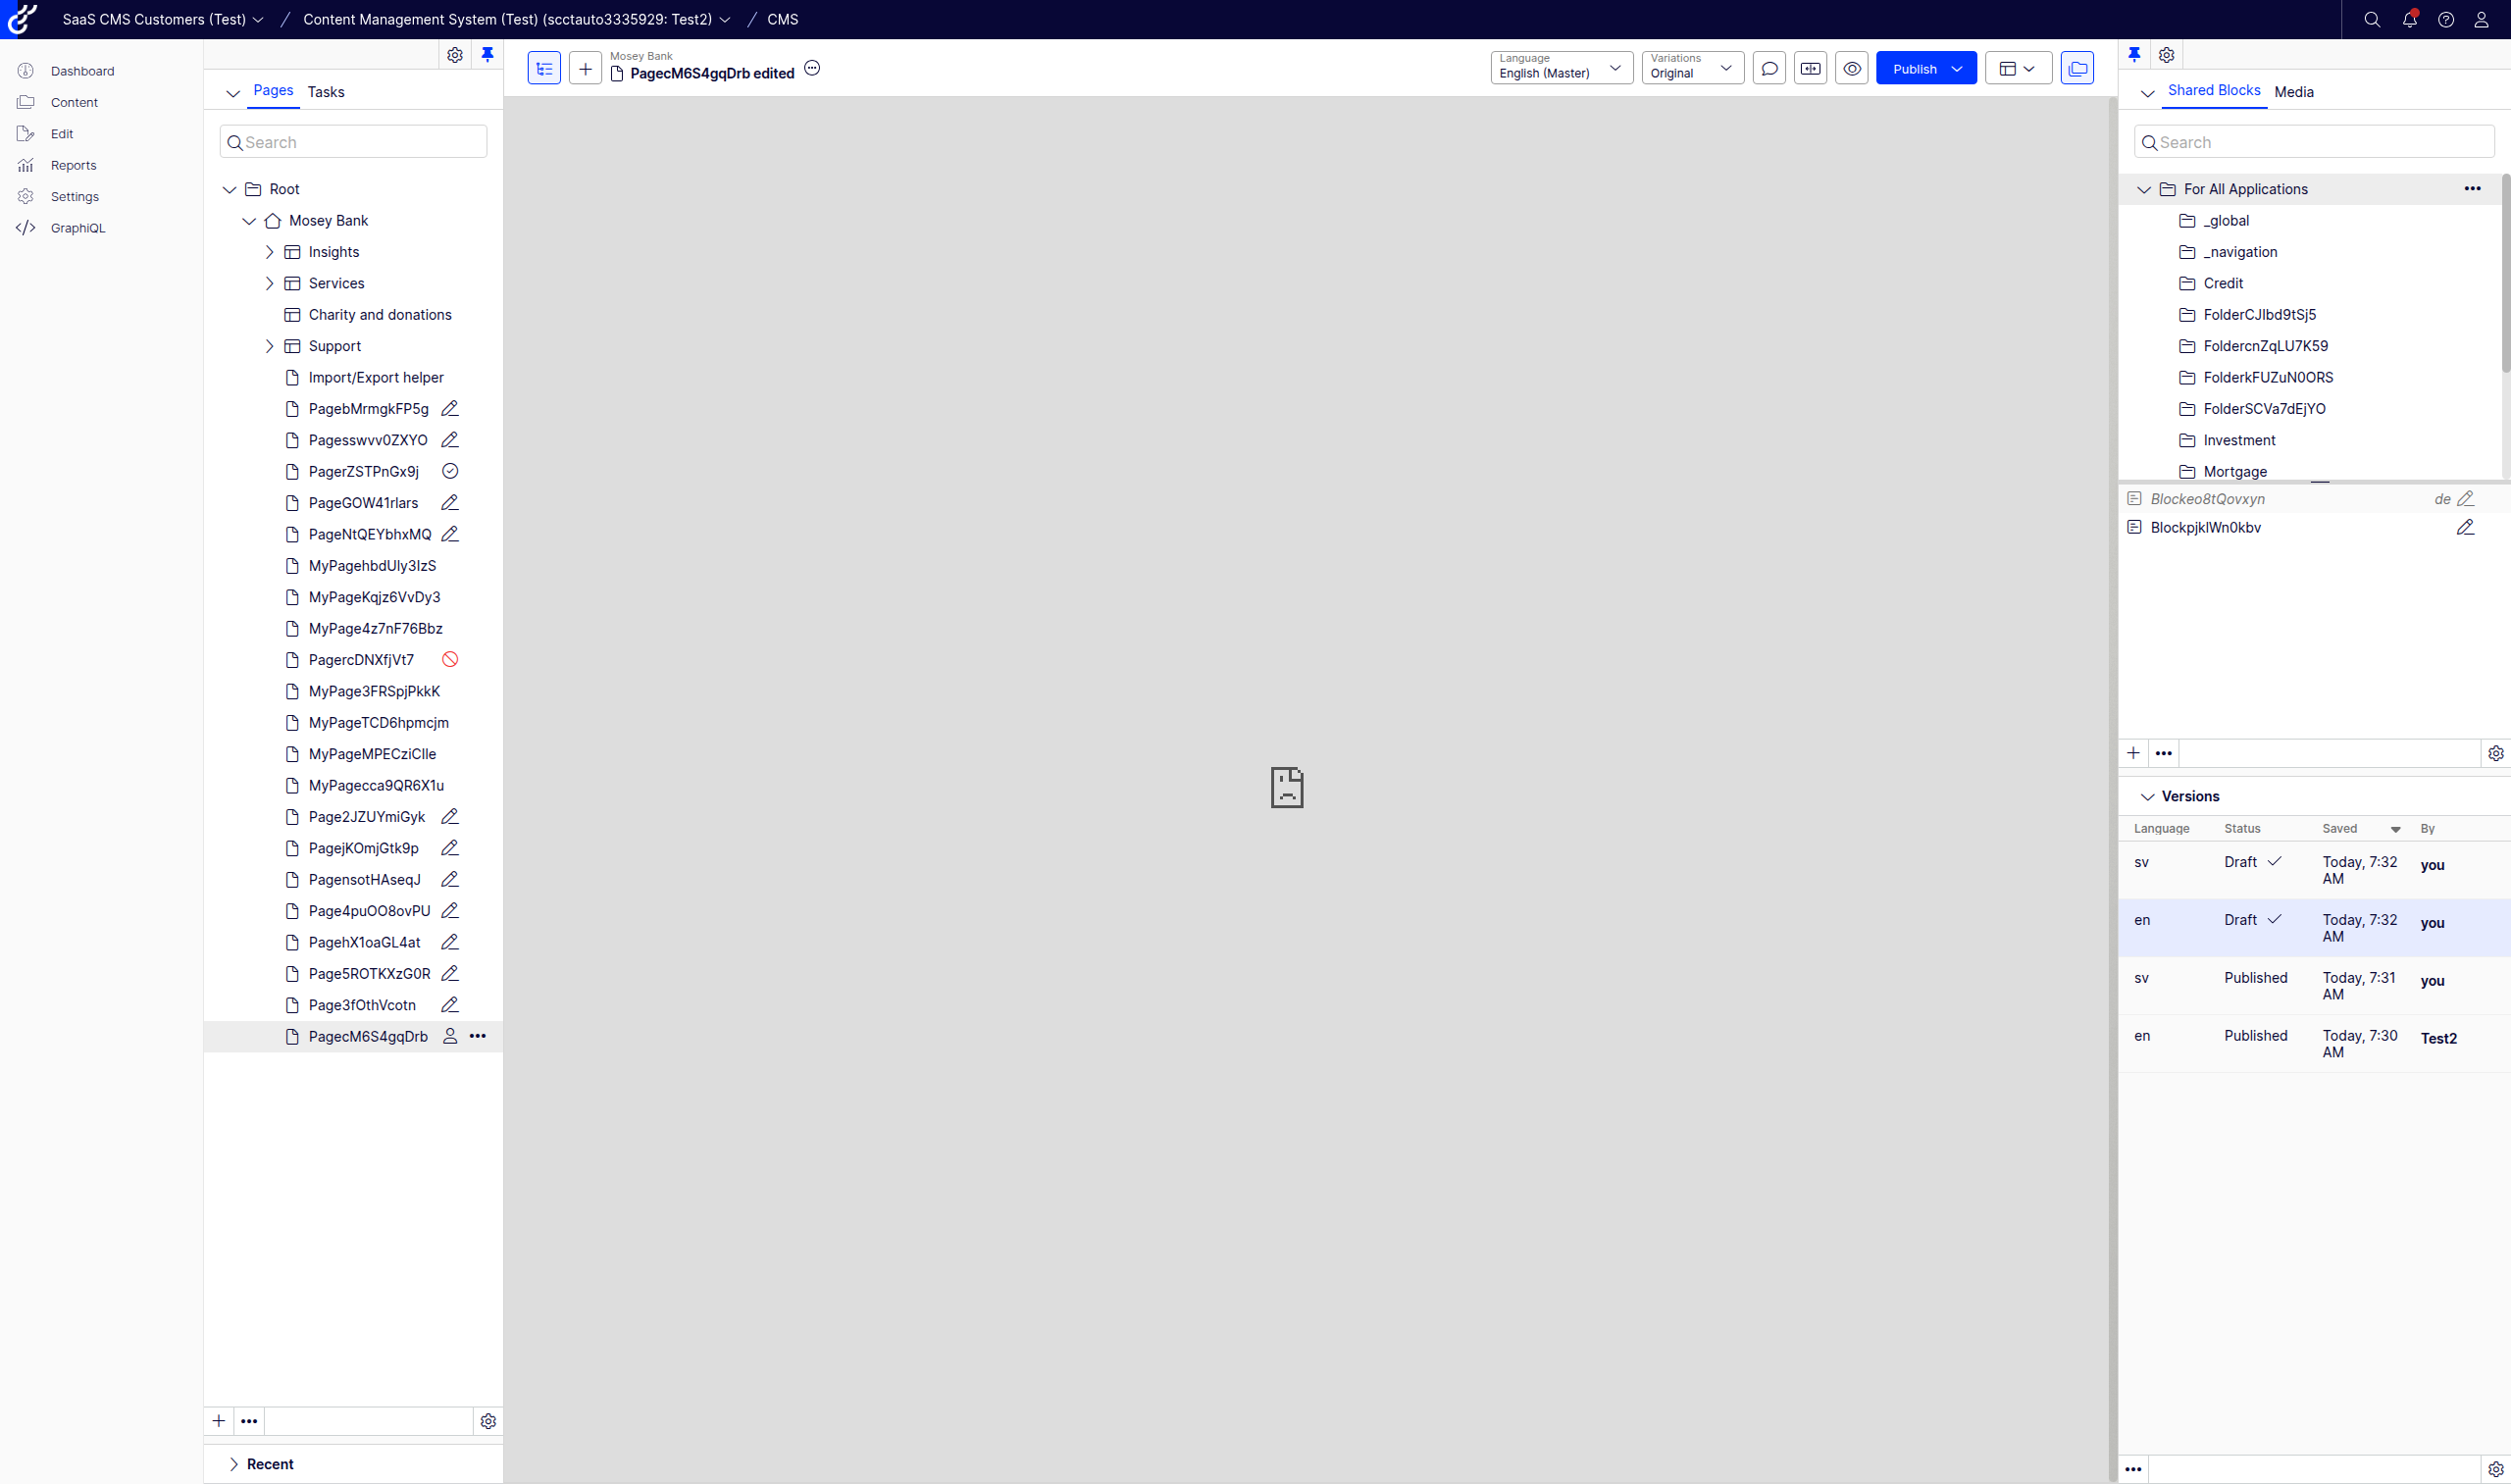 SaaS CMS Customers (Test) / Content Management System (Test) (scctauto3335929: Test2) / CMS
Dashboard
Content
Edit
Reports
Settings
GraphiQL
Pages Tasks
Search
Root
Mosey Bank
Insights
Services
Charity and donations
Support
Import/Export helper
PagebMrmgkFP5g
Pagesswvv0ZXYO
PagerZSTPnGx9j
PageGOW41rlars
PageNtQEYbhxMQ
MyPagehbdUly3IzS
MyPageKqjz6VvDy3
MyPage4z7nF76Bbz
PagercDNXfjVt7
MyPage3FRSpjPkkK
MyPageTCD6hpmcjm
MyPageMPECziClle
MyPagecca9QR6X1u
Page2JZUYmiGyk
PagejKOmjGtk9p
PagensotHAseqJ
Page4puOO8ovPU
PagehX1oaGL4at
Page5ROTKXzG0R
Page3fOthVcotn
PagecM6S4gqDrb
Recent
Mosey Bank
PagecM6S4gqDrb edited
Language
English (Master)
Variations
Original
Publish
Shared Blocks Media
Search
For All Applications
_global
_navigation
Credit
FolderCJlbd9tSj5
FoldercnZqLU7K59
FolderkFUZuN0ORS
FolderSCVa7dEjYO
Investment
Mortgage
Blockeo8tQovxyn de
BlockpjklWn0kbv
Versions
Language Status Saved By
sv Draft Today, 7:32 AM you
en Draft Today, 7:32 AM you
sv Published Today, 7:31 AM you
en Published Today, 7:30 AM Test2